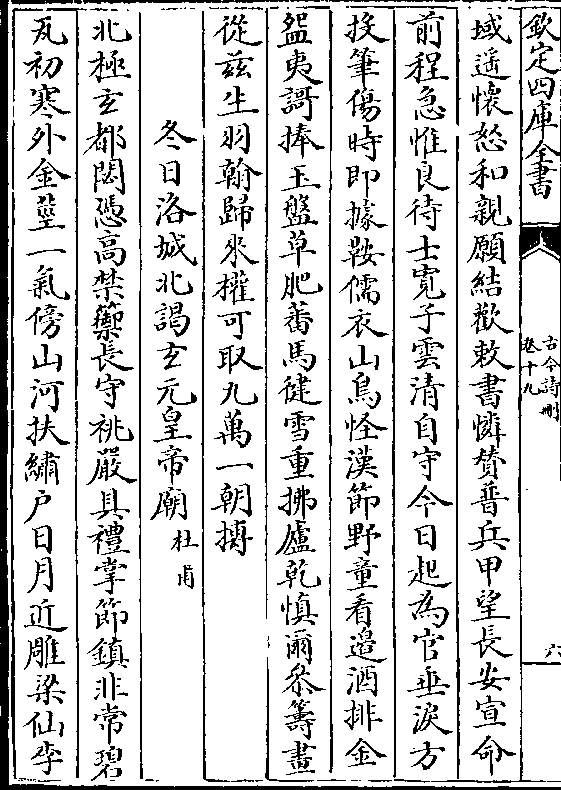 欽定四庫全書
古今詩刪
卷十九
六
域遥懐怒和親願結歡敕書憐贊普兵甲望長安宣命
前程急惟良待士寛子雲清自守今日起為官垂淚方
投筆傷時即據鞍儒衣山鳥怪漢節野童看邉酒排金
盌夷謌捧玉盤草肥蕃馬健雪重拂廬乾慎爾參籌畫
從兹生羽翰歸來權可取九萬一朝摶
冬日洛城北謁玄元皇帝廟 杜甫
北極玄都閟憑高禁籞長守祧嚴具禮掌節鎮非常碧
瓦初寒外金莖一氣傍山河扶繡户日月近雕梁仙李